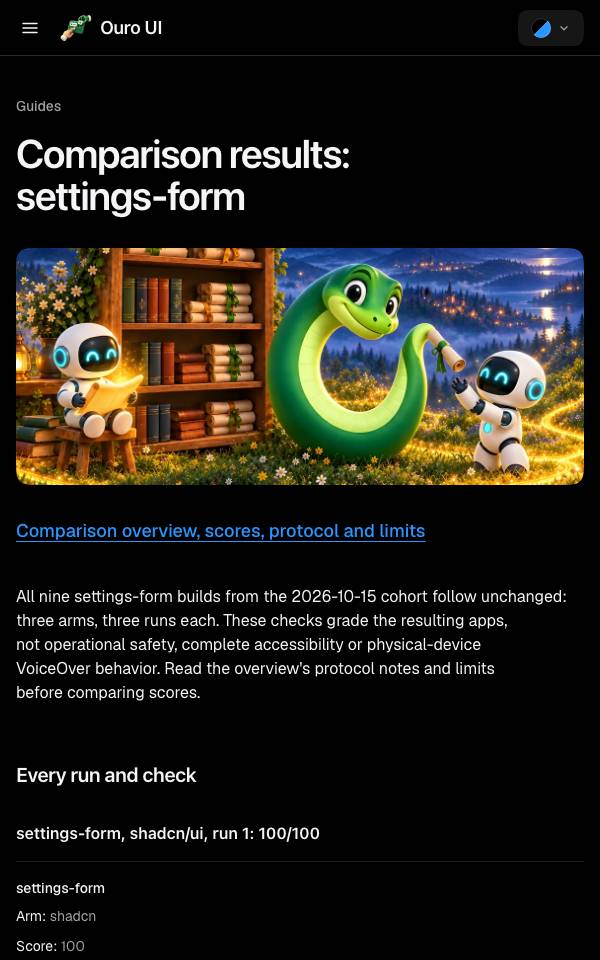 Ouro UI
Guides
Comparison results:
settings-form
Comparison overview, scores, protocol and limits
All nine settings-form builds from the 2026-10-15 cohort follow unchanged:
three arms, three runs each. These checks grade the resulting apps,
not operational safety, complete accessibility or physical-device
VoiceOver behavior. Read the overview's protocol notes and limits
before comparing scores.
Every run and check
settings-form, shadcn/ui, run 1: 100/100
settings-form
Arm: shadcn
Score: 100